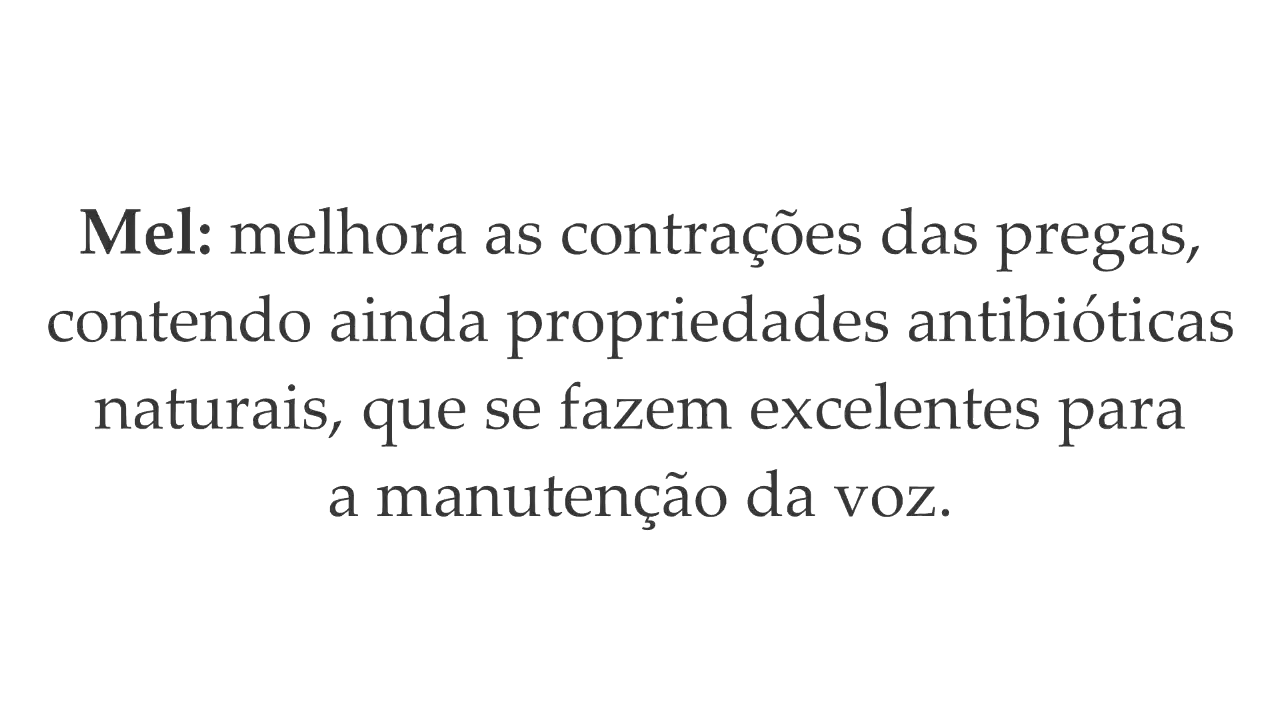 Mel: melhora as contrações das pregas,
contendo ainda propriedades antibióticas
naturais, que se fazem excelentes para
a manutenção da voz.